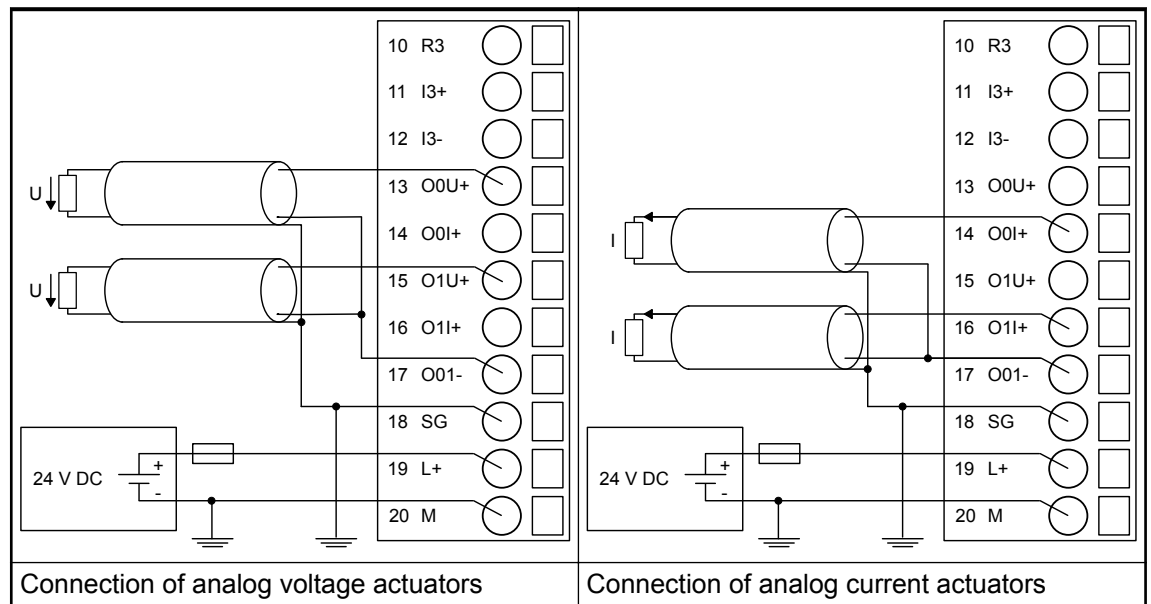 10 R3
11 I3+
12 I3-
U
13 O0U+
14 O0I+
U
15 O1U+
16 O1I+
17 O01-
18 SG
24 V DC
+
-
19 L+
20 M
Connection of analog voltage actuators
10 R3
11 I3+
12 I3-
13 O0U+
I
14 O0I+
15 O1U+
I
16 O1I+
17 O01-
18 SG
24 V DC
+
-
19 L+
20 M
Connection of analog current actuators